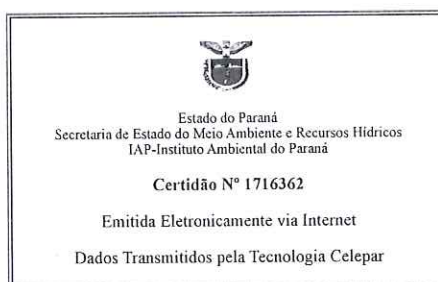 Estado do Paraná
Secretaria de Estado do Meio Ambiente e Recursos Hídricos
IAP-Instituto Ambiental do Paraná
Certidão Nº 1716362
Emitida Eletronicamente via Internet
Dados Transmitidos pela Tecnologia Celepar